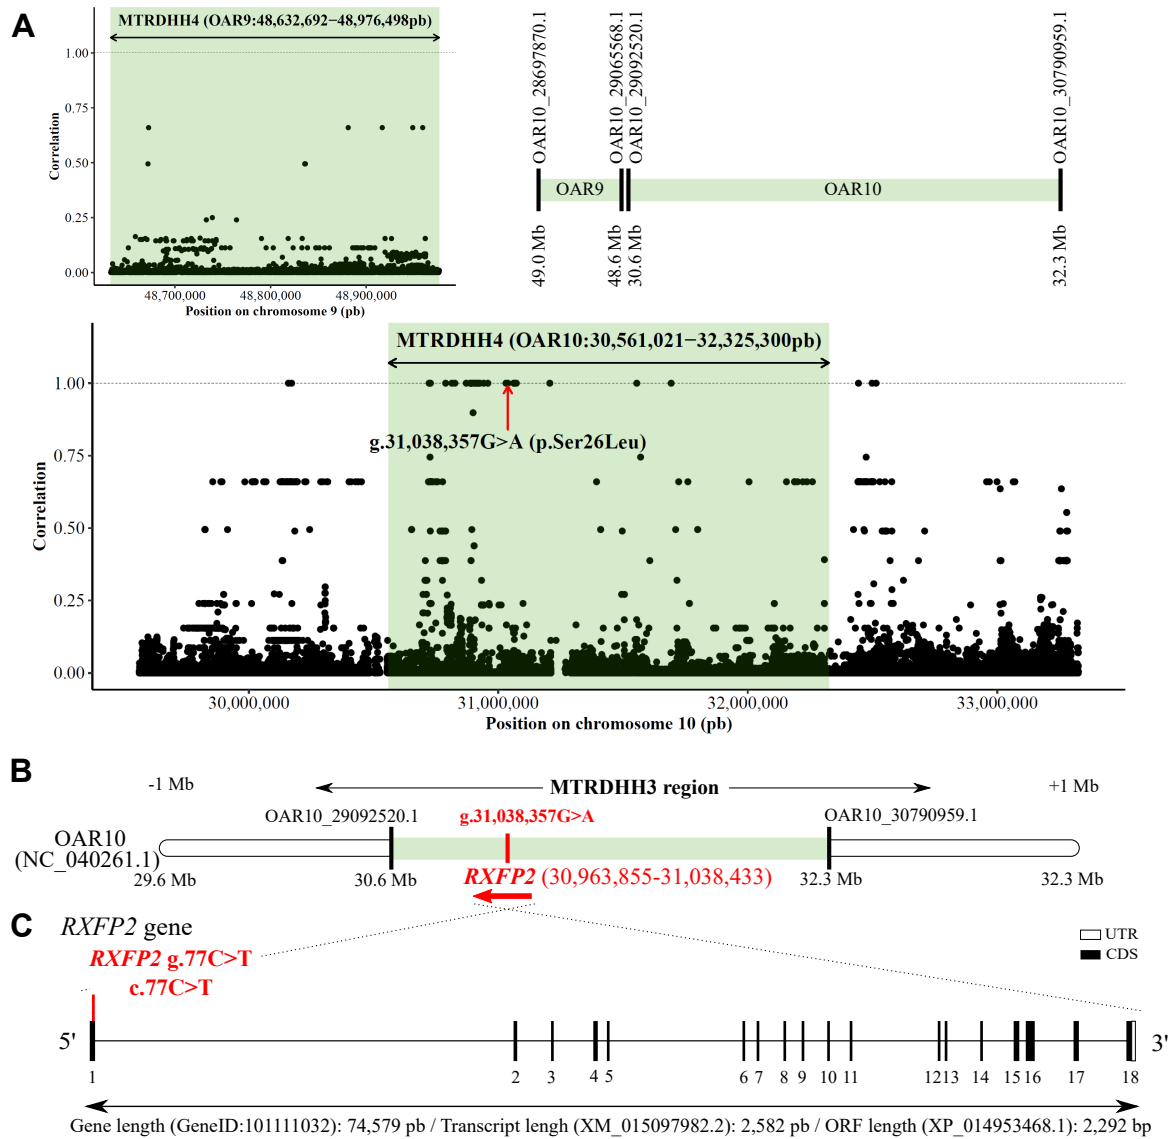 A
MTRDHH4 (OAR9:48,632,692−48,976,498pb)
1.00
0.75
0.50
0.25
0.00
Correlation
48,700,000
48,800,000
48,900,000
Position on chromosome 9 (pb)
OAR10_28697870.1
OAR10_29065568.1
OAR10_29092520.1
OAR10_30790959.1
OAR9
OAR10
49.0 Mb
48.6 Mb
30.6 Mb
32.3 Mb
MTRDHH4 (OAR10:30,561,021−32,325,300pb)
1.00
0.75
0.50
0.25
0.00
Correlation
g.31,038,357G>A (p.Ser26Leu)
30,000,000
31,000,000
32,000,000
33,000,000
Position on chromosome 10 (pb)
B
-1 Mb
MTRDHH3 region
+1 Mb
OAR10_29092520.1
g.31,038,357G>A
OAR10_30790959.1
OAR10
(NC_040261.1)
29.6 Mb
30.6 Mb
RXFP2 (30,963,855-31,038,433)
32.3 Mb
32.3 Mb
C
RXFP2 gene
UTR
CDS
RXFP2 g.77C>T
c.77C>T
5'
3'
1 2 3 4 5 6 7 8 9 10 11 12 13 14 15 16 17 18
Gene length (GeneID:101111032): 74,579 pb / Transcript lengh (XM_015097982.2): 2,582 pb / ORF length (XP_014953468.1): 2,292 bp